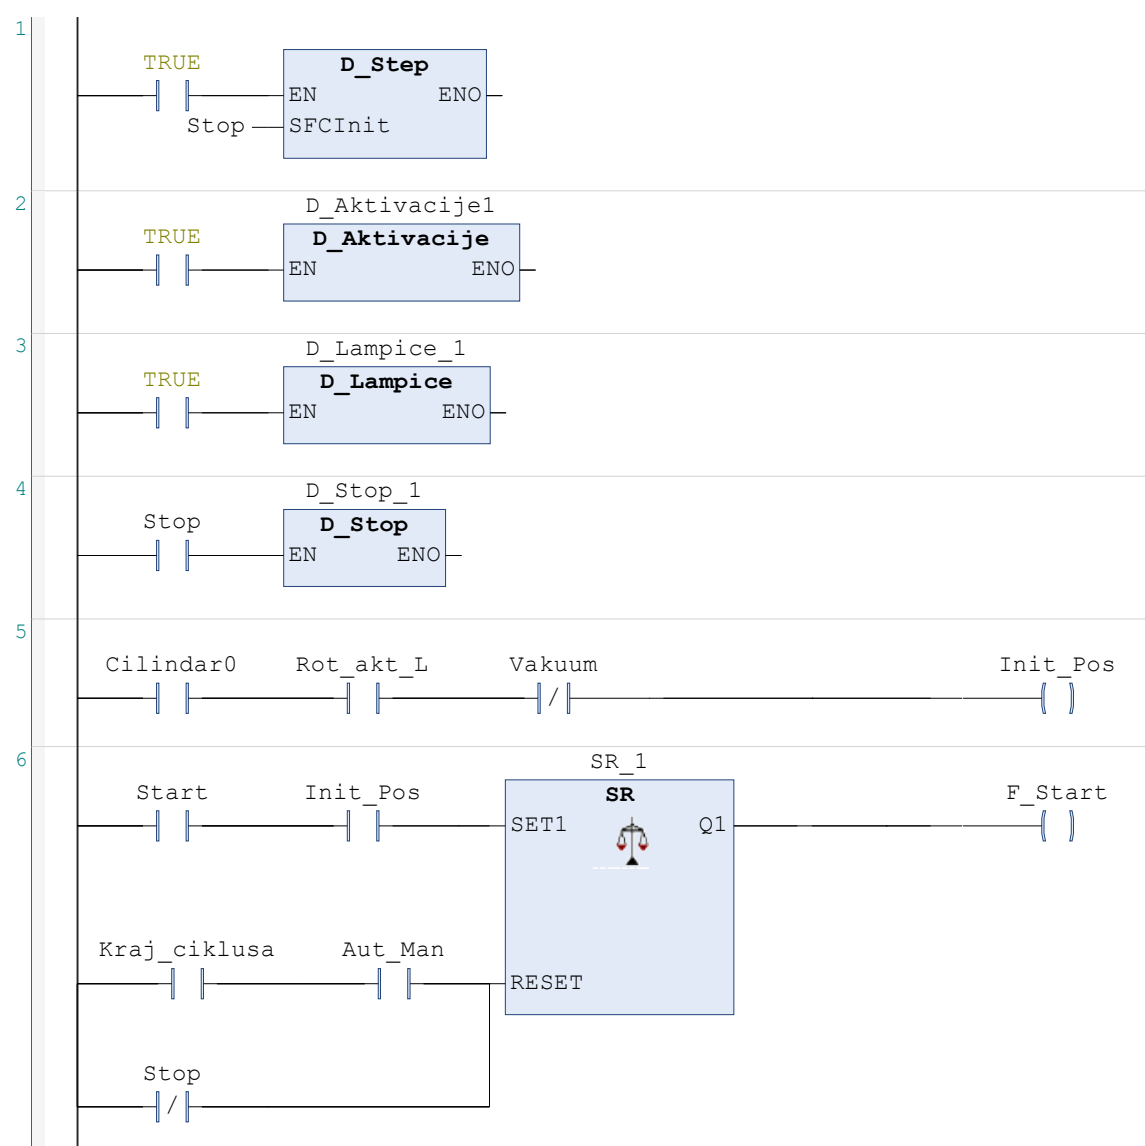 1
TRUE
D_Step
EN ENO
Stop SFCInit
2
D_Aktivacije1
TRUE
D_Aktivacije
EN ENO
3
D_Lampice_1
TRUE
D_Lampice
EN ENO
4
D_Stop_1
Stop
D_Stop
EN ENO
5
Cilindar0 Rot_akt_L Vakuum Init_Pos
/
6
SR_1
Start Init_Pos SR F_Start
SET1 Q1
Kraj_ciklusa Aut_Man
RESET
Stop
/